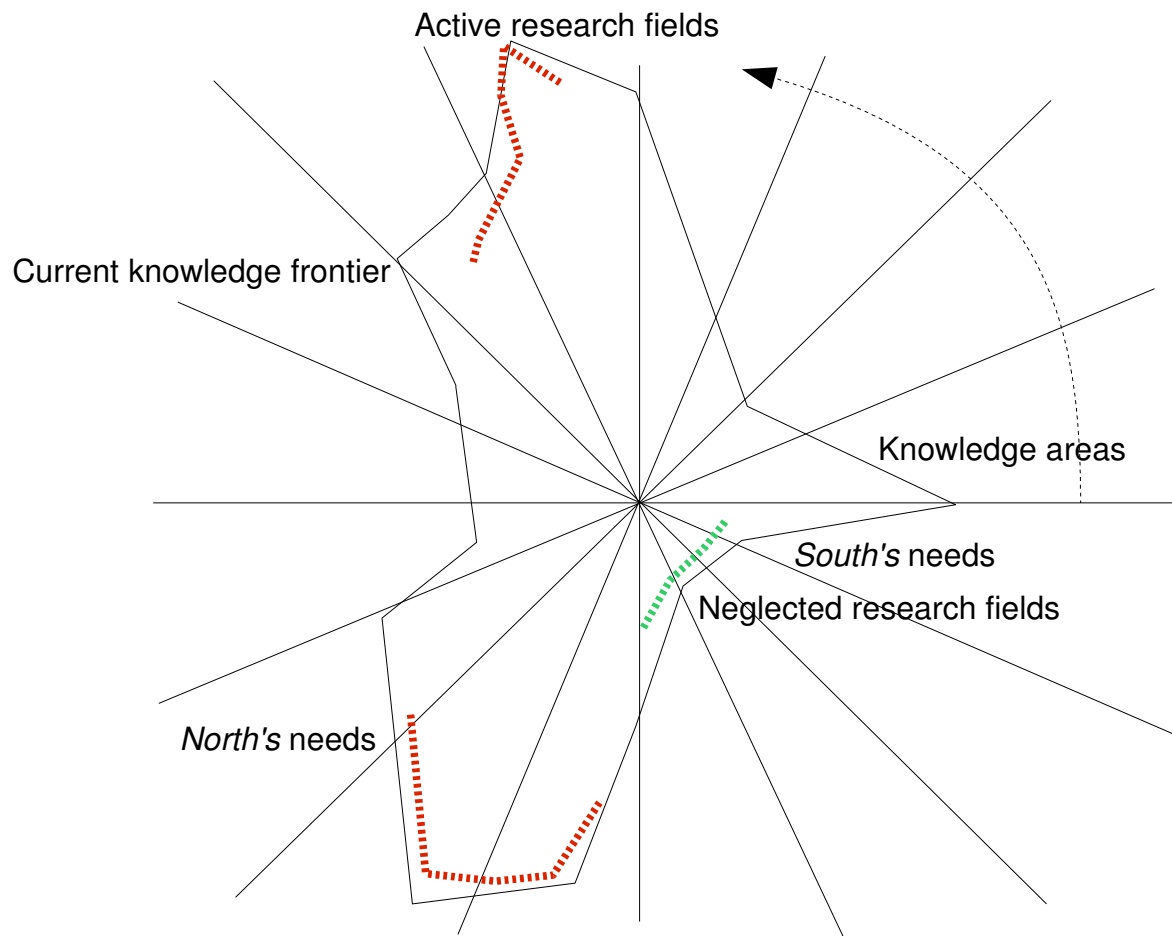 Active research fields
Current knowledge frontier
Knowledge areas
South's needs
Neglected research fields
North's needs